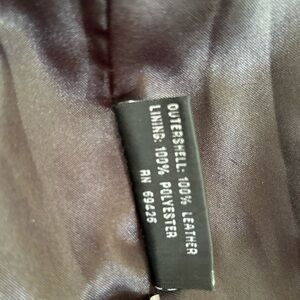 OUTERSHELL: 100% LEATHER
LINING: 100% POLYESTER
RN 69426